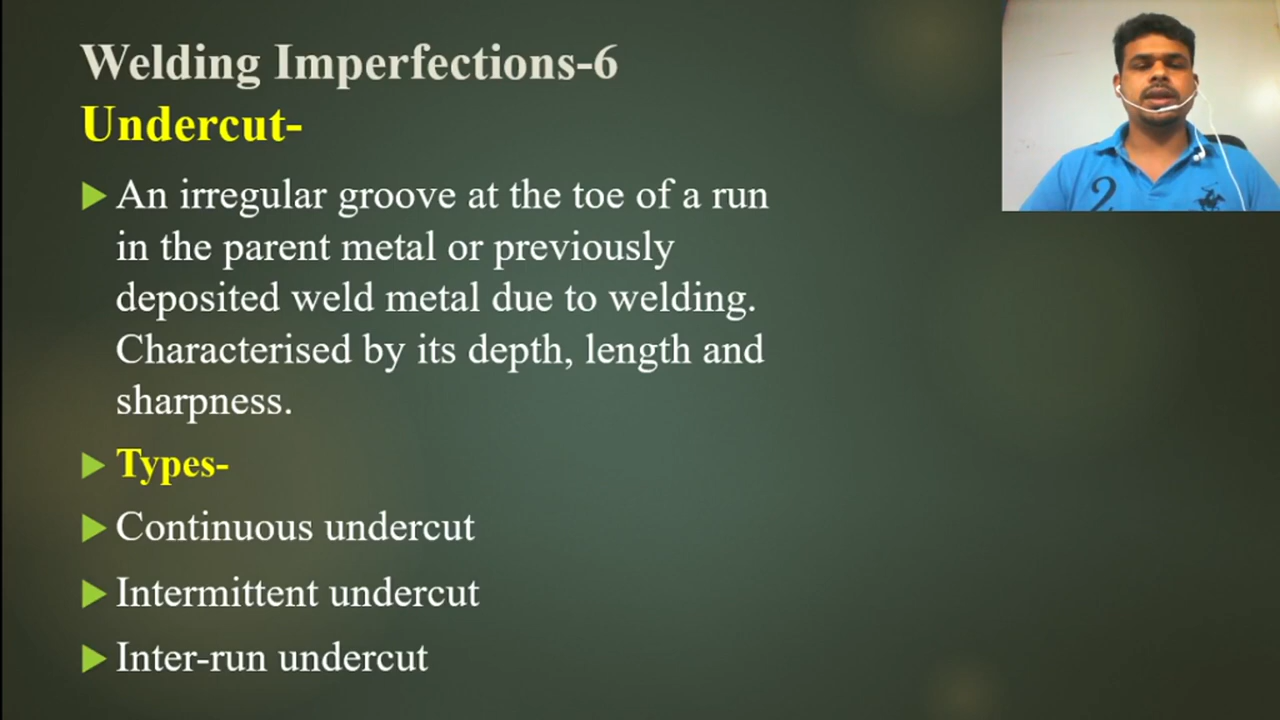 Welding Imperfections-6
Undercut-
An irregular groove at the toe of a run
in the parent metal or previously
deposited weld metal due to welding.
Characterised by its depth, length and
sharpness.
Types-
Continuous undercut
Intermittent undercut
Inter-run undercut
2